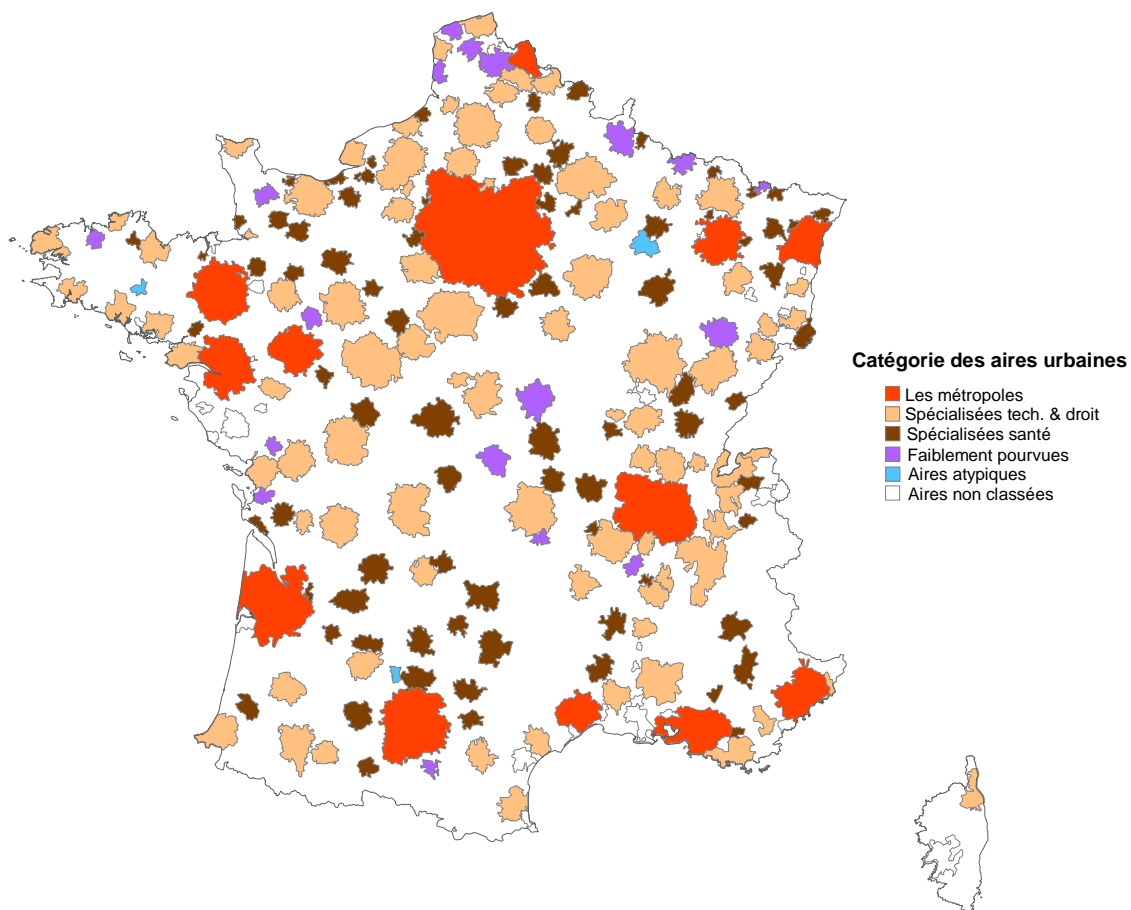 Catégorie des aires urbaines
Les métropoles
Spécialisées tech. & droit
Spécialisées santé
Faiblement pourvues
Aires atypiques
Aires non classées